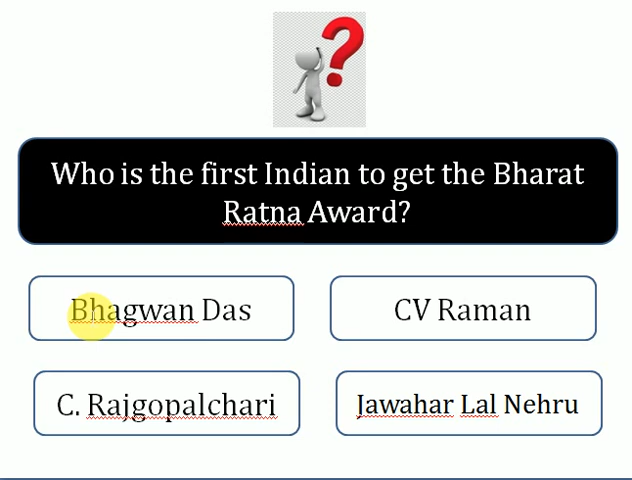 Who is the first Indian to get the Bharat
Ratna Award?
Bhagwan Das
CV Raman
C. Rajgopalchari
Jawahar Lal Nehru